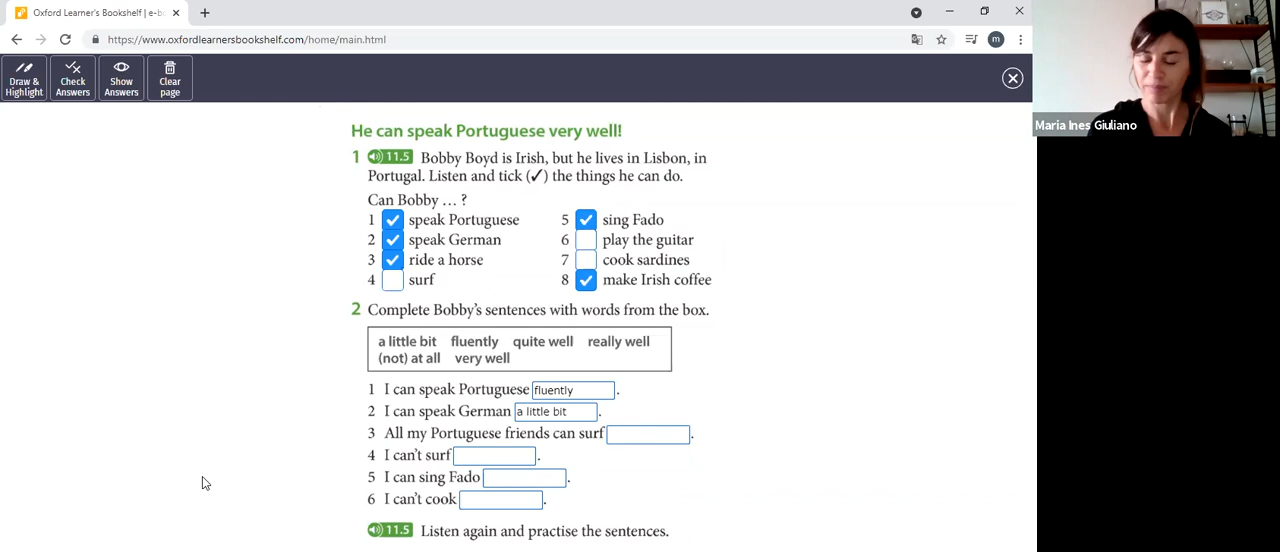 Oxford Learner's Bookshelf | e-bo
https://www.oxfordlearnersbookshelf.com/home/main.html
m
Draw & Highlight
Check Answers
Show Answers
Clear page
Maria Ines Giuliano
He can speak Portuguese very well!
1 11.5 Bobby Boyd is Irish, but he lives in Lisbon, in
Portugal. Listen and tick (✓) the things he can do.
Can Bobby … ?
1 speak Portuguese
2 speak German
3 ride a horse
4 surf
5 sing Fado
6 play the guitar
7 cook sardines
8 make Irish coffee
2 Complete Bobby's sentences with words from the box.
a little bit fluently quite well really well
(not) at all very well
1 I can speak Portuguese fluently .
2 I can speak German a little bit .
3 All my Portuguese friends can surf .
4 I can't surf .
5 I can sing Fado .
6 I can't cook .
11.5 Listen again and practise the sentences.